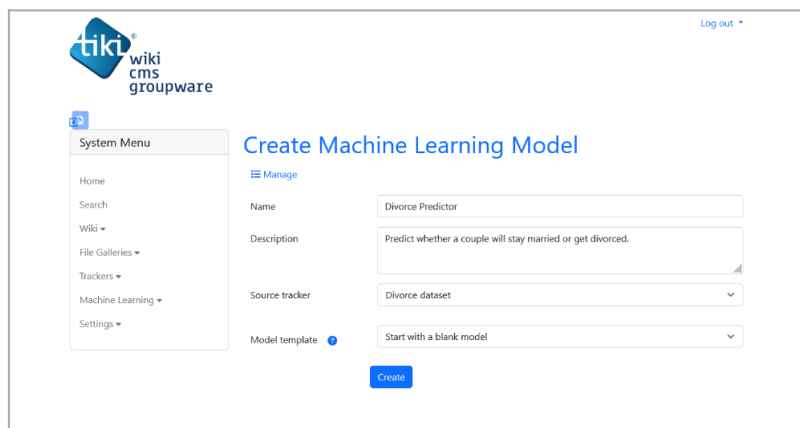 Log out
tiki®
wiki
cms
groupware
System Menu
Home
Search
Wiki
File Galleries
Trackers
Machine Learning
Settings
Create Machine Learning Model
Manage
Name
Divorce Predictor
Description
Predict whether a couple will stay married or get divorced.
Source tracker
Divorce dataset
Model template
?
Start with a blank model
Create